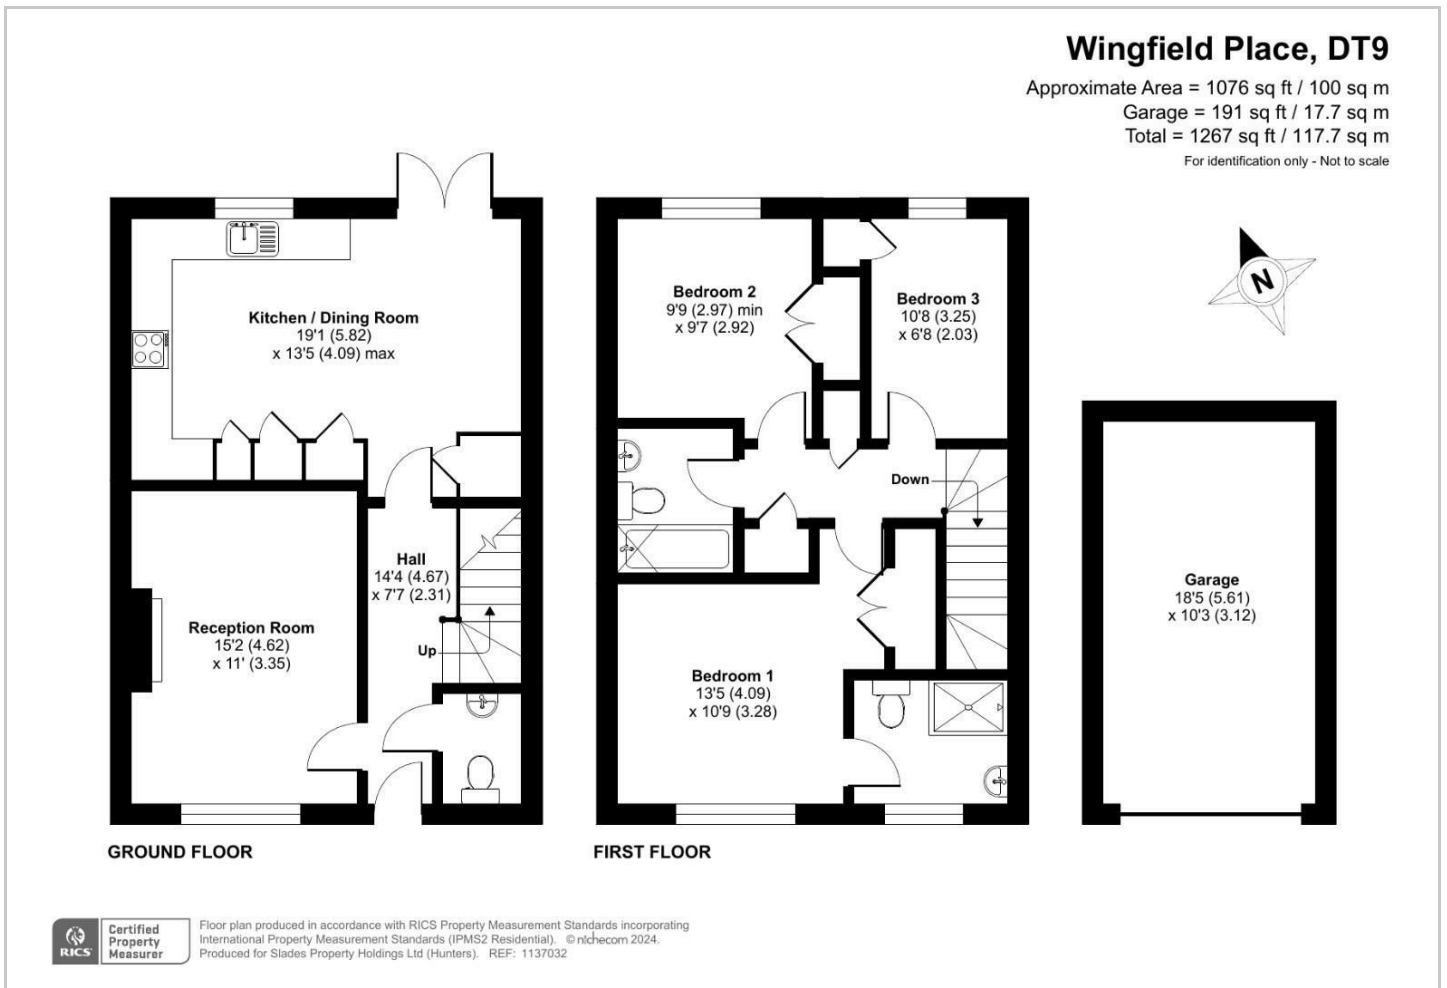 Wingfield Place, DT9
Approximate Area = 1076 sq ft / 100 sq m
Garage = 191 sq ft / 17.7 sq m
Total = 1267 sq ft / 117.7 sq m
For identification only - Not to scale
N
Kitchen / Dining Room
19'1 (5.82)
x 13'5 (4.09) max
Hall
14'4 (4.67)
x 7'7 (2.31)
Reception Room
15'2 (4.62)
x 11' (3.35)
Up
GROUND FLOOR
Bedroom 2
9'9 (2.97) min
x 9'7 (2.92)
Bedroom 3
10'8 (3.25)
x 6'8 (2.03)
Down
Bedroom 1
13'5 (4.09)
x 10'9 (3.28)
FIRST FLOOR
Garage
18'5 (5.61)
x 10'3 (3.12)
RICS
Certified
Property
Measurer
Floor plan produced in accordance with RICS Property Measurement Standards incorporating
International Property Measurement Standards (IPMS2 Residential). © nichecom 2024.
Produced for Slades Property Holdings Ltd (Hunters). REF: 1137032